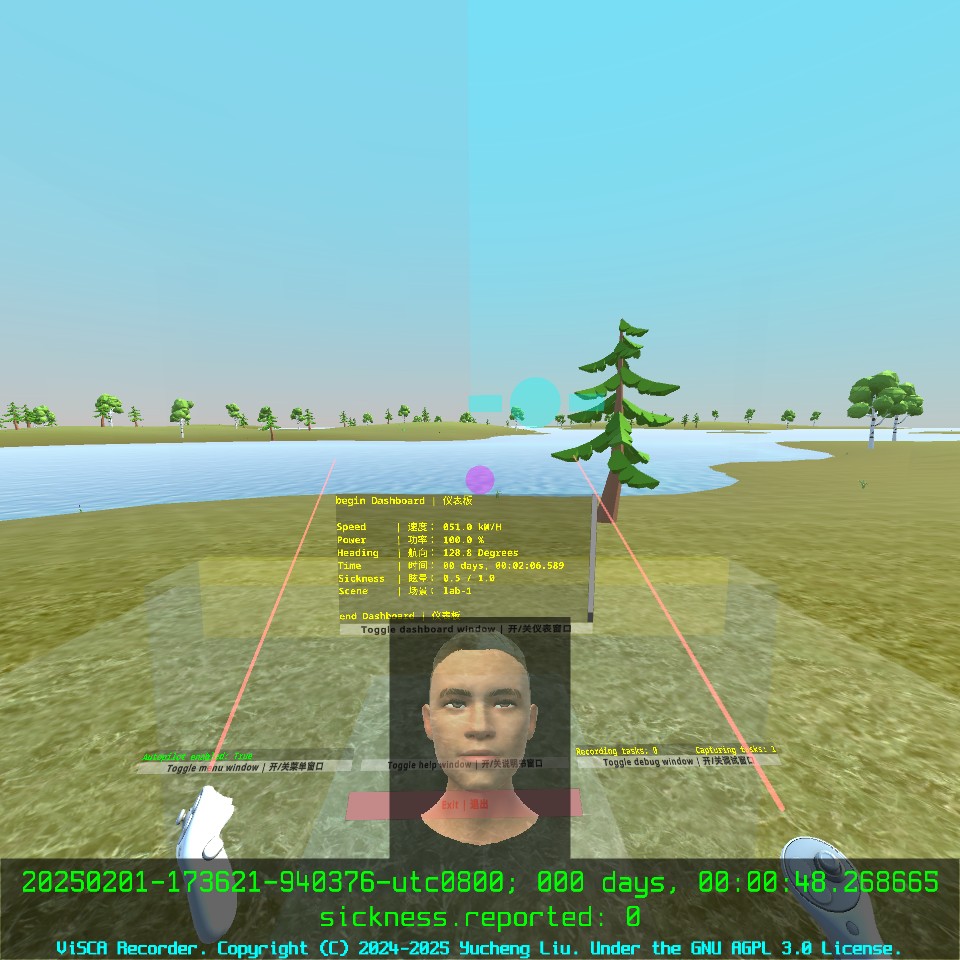 begin Dashboard | 仪表板
Speed | 速度： 051.0 kM/H
Power | 功率： 100.0 %
Heading | 航向： 128.8 Degrees
Time | 时间： 00 days, 00:02:06.589
Sickness | 眩晕： 0.5 / 1.0
Scene | 场景： lab-1
end Dashboard | 仪表板
Toggle dashboard window | 开/关仪表窗口
Autopilot enabled: True
Toggle menu window | 开/关菜单窗口
Toggle help window | 开/关说明书窗口
Recording tasks: 0 Capturing tasks: 1
Toggle debug window | 开/关调试窗口
Exit | 退出
20250201-173621-940376-utc0800; 000 days, 00:00:48.268665
sickness.reported: 0
ViSCA Recorder. Copyright (C) 2024-2025 Yucheng Liu. Under the GNU AGPL 3.0 License.